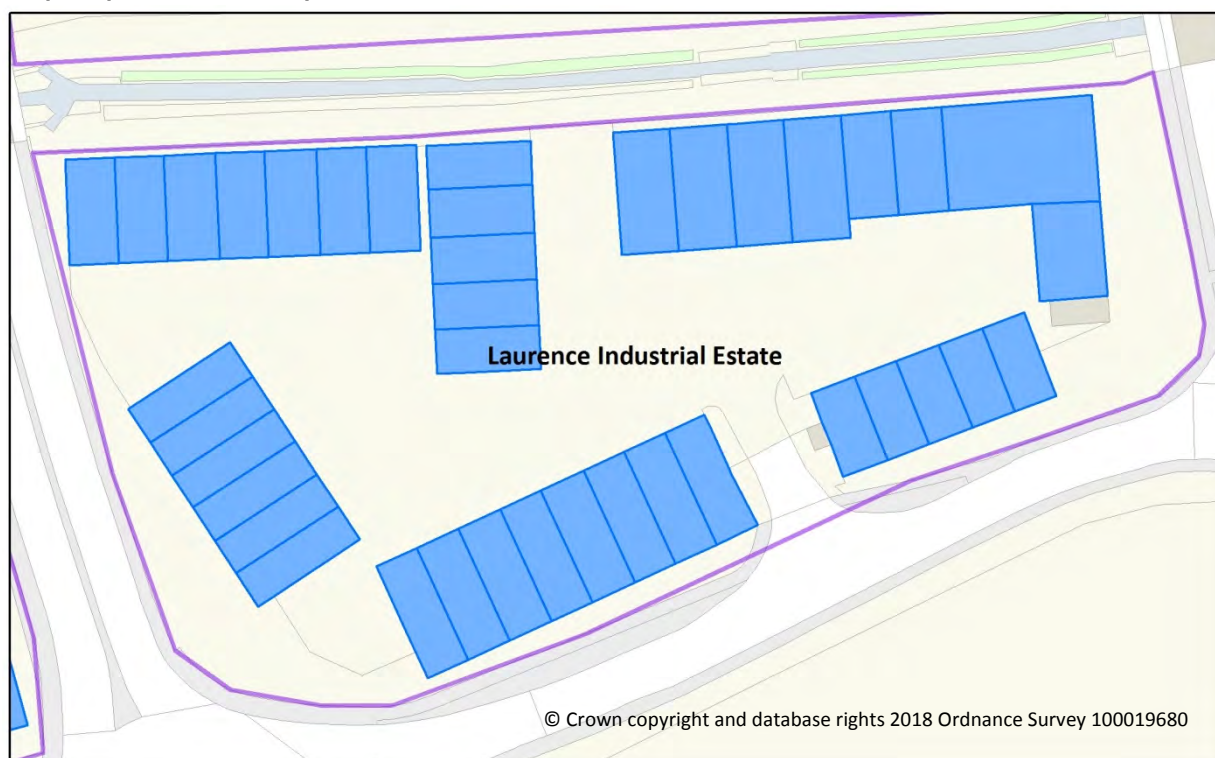 Laurence Industrial Estate
© Crown copyright and database rights 2018 Ordnance Survey 100019680